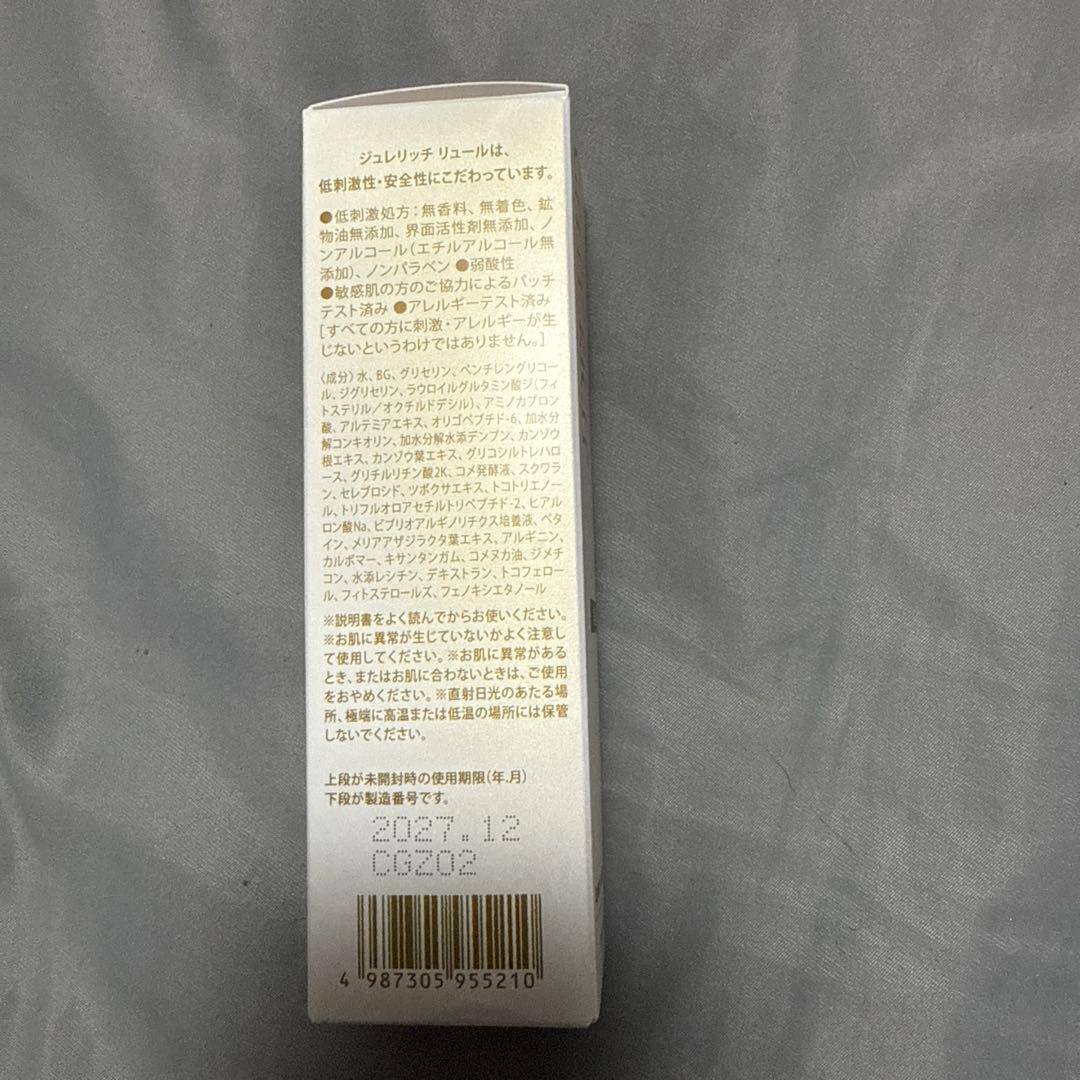 ジュレリッチ リュールは、
低刺激性・安全性にこだわっています。
●低刺激処方：無香料、無着色、鉱
物油無添加、界面活性剤無添加、ノ
ンアルコール（エチルアルコール無
添加）、ノンパラベン ●弱酸性
●敏感肌の方のご協力によるパッチ
テスト済み ●アレルギーテスト済み
［すべての方に刺激・アレルギーが生
じないというわけではありません。］
〈成分〉水、BG、グリセリン、ペンチレングリコー
ル、ジグリセリン、ラウロイルグルタミン酸ジ（フィ
トステリル／オクチルドデシル）、アミノカプロン
酸、アルテミアエキス、オリゴペプチド-6、加水分
解コンキオリン、加水分解水添デンプン、カンゾウ
根エキス、カンゾウ葉エキス、グリコシルトレハロ
ース、グリチルリチン酸2K、コメ発酵液、スクワラ
ン、セレブロシド、ツボクサエキス、トコトリエノー
ル、トリフルオロアセチルトリペプチド-2、ヒアル
ロン酸Na、ビブリオアルギノリチクス培養液、ベタ
イン、メリアアザジラクタ葉エキス、アルギニン、
カルボマー、キサンタンガム、コメヌカ油、ジメチ
コン、水添レシチン、デキストラン、トコフェロー
ル、フィトステロールズ、フェノキシエタノール
※説明書をよく読んでからお使いください。
※お肌に異常が生じていないかよく注意し
て使用してください。※お肌に異常がある
とき、またはお肌に合わないときは、ご使用
をおやめください。※直射日光のあたる場
所、極端に高温または低温の場所には保管
しないでください。
上段が未開封時の使用期限（年.月）
下段が製造番号です。
2027.12
CGZ02
4 987305 955210